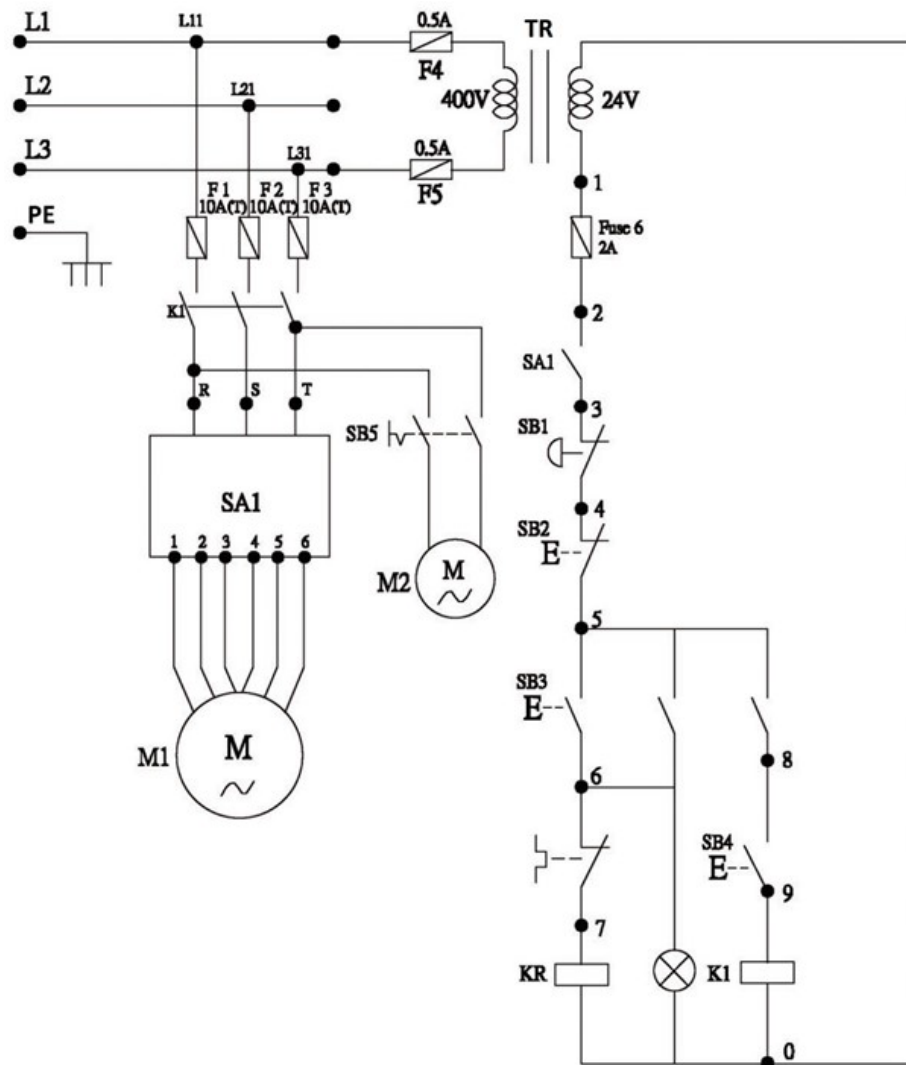 L1
L11
0.5A
F4
TR
400V
24V
L2
L21
L3
L31
0.5A
F5
1
PE
F 1
10A(T)
F 2
10A(T)
F 3
10A(T)
Fuse 6
2A
K1
2
SA1
3
R
S
T
SB5
SB1
SA1
4
SB2
1
2
3
4
5
6
M2
M
E
5
SB3
E
M1
M
8
6
SB4
E
9
7
KR
K1
0